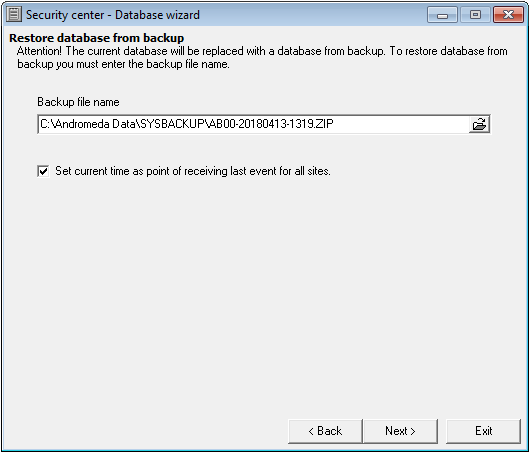 Security center - Database wizard
Restore database from backup
Attention! The current database will be replaced with a database from backup. To restore database from
backup you must enter the backup file name.
Backup file name
C:\Andromeda Data\SYSBACKUP\AB00-20180413-1319.ZIP
Set current time as point of receiving last event for all sites.
< Back Next > Exit